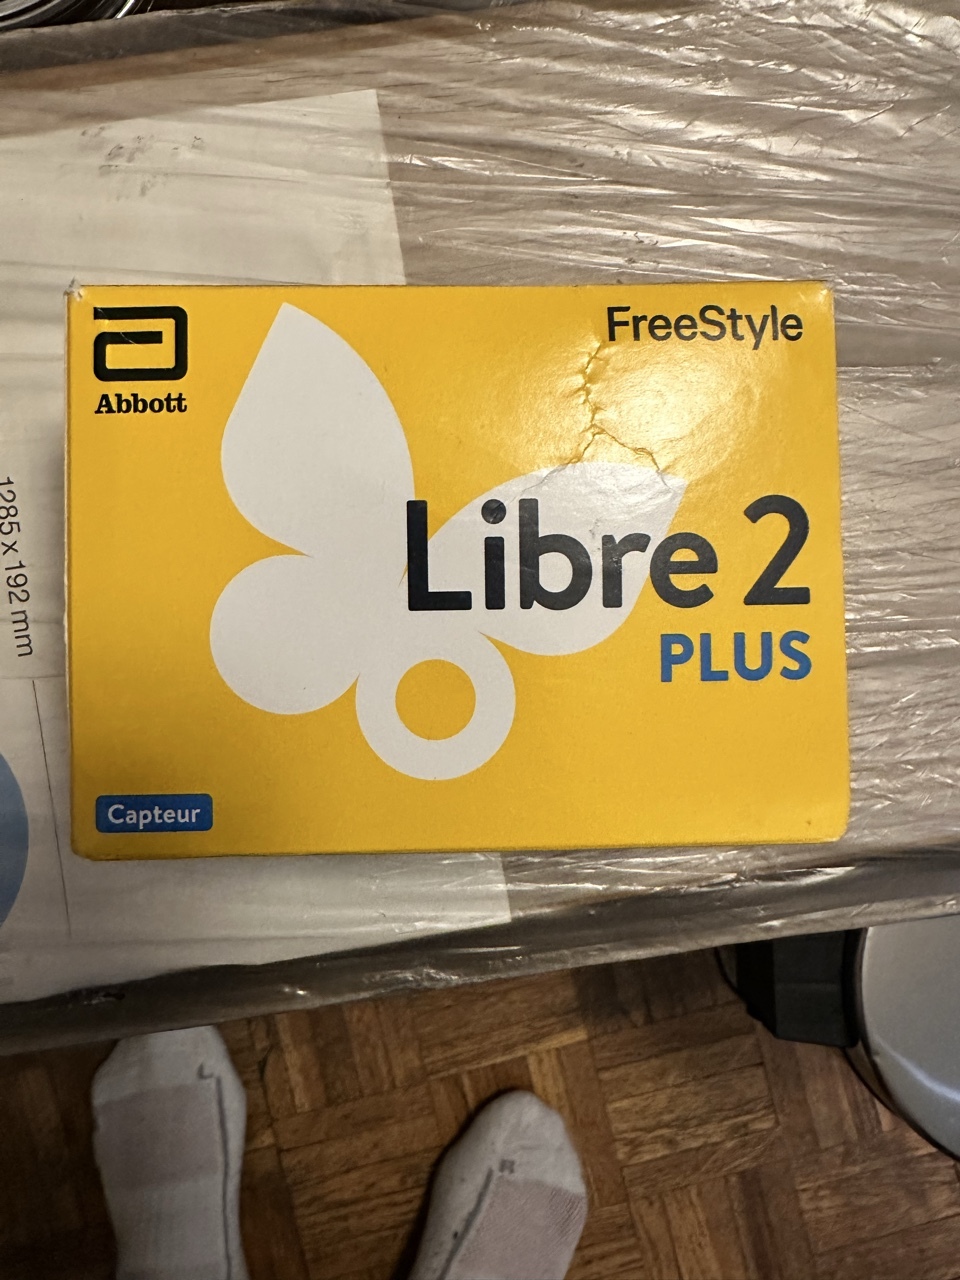 Abbott
FreeStyle
Libre 2
PLUS
Capteur
1285 x 192 mm